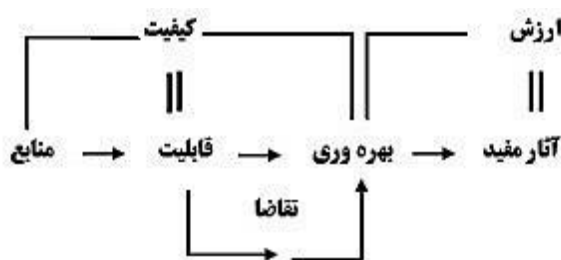 ارزش کیفیت
آثار مفید بهره وری قابلیت منابع
تقاضا